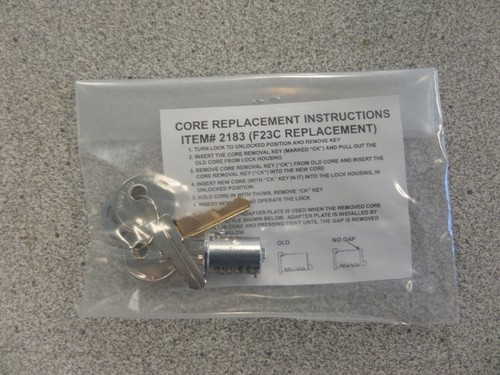 CORE REPLACEMENT INSTRUCTIONS
ITEM# 2183 (F23C REPLACEMENT)
1. TURN LOCK TO UNLOCKED POSITION AND REMOVE KEY
2. INSERT THE CORE REMOVAL KEY (MARKED "CK") AND PULL OUT THE
OLD CORE FROM LOCK HOUSING
3. REMOVE CORE REMOVAL KEY ("CK") FROM OLD CORE AND INSERT THE
CORE REMOVAL KEY ("CK") INTO THE NEW CORE
4. INSERT NEW CORE (WITH "CK" KEY IN IT) INTO THE LOCK HOUSING, IN
UNLOCKED POSITION
5. HOLD CORE IN WITH THUMB, REMOVE "CK" KEY
INSERT NEW OPERATE THE LOCK
ADAPTER PLATE IS USED WHEN THE REMOVED CORE
SHOWN BELOW. ADAPTER PLATE IS INSTALLED BY
CORE AND PRESSING TIGHT UNTIL THE GAP IS REMOVED
BELOW
OLD NO GAP